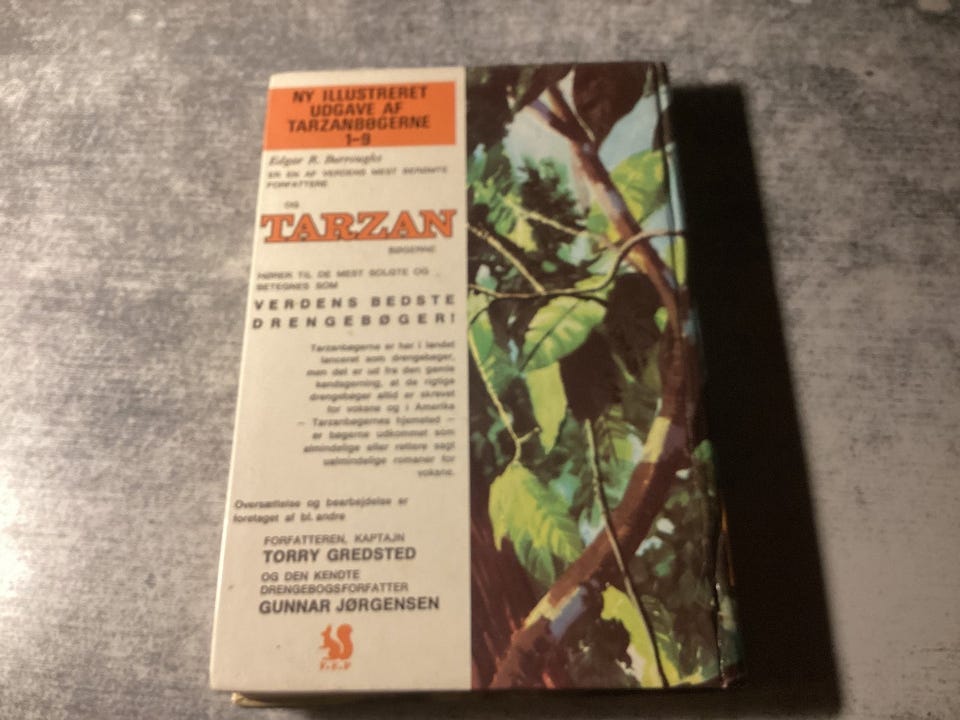 NY ILLUSTRERET
UDGAVE AF
TARZANBØGERNE
1-9
Edgar R. Burroughs
ER EN AF VERDENS MEST BERØMTE
FORFATTERE
OG
TARZAN
BØGERNE
HØRER TIL DE MEST SOLGTE OG
BETEGNES SOM
VERDENS BEDSTE
DRENGEBØGER!
Tarzanbøgerne er her i landet
lanceret som drengebøger,
men det er ud fra den gamle
kendsgerning, at de rigtige
drengebøger altid er skrevet
for voksne og i Amerika
– Tarzanbøgernes hjemsted –
er bøgerne udkommet som
almindelige eller rettere sagt
ualmindelige romaner for
voksne.
Oversættelse og bearbejdelse er
foretaget af bl. andre
FORFATTEREN, KAPTAJN
TORRY GREDSTED
OG DEN KENDTE
DRENGEBOGSFORFATTER
GUNNAR JØRGENSEN